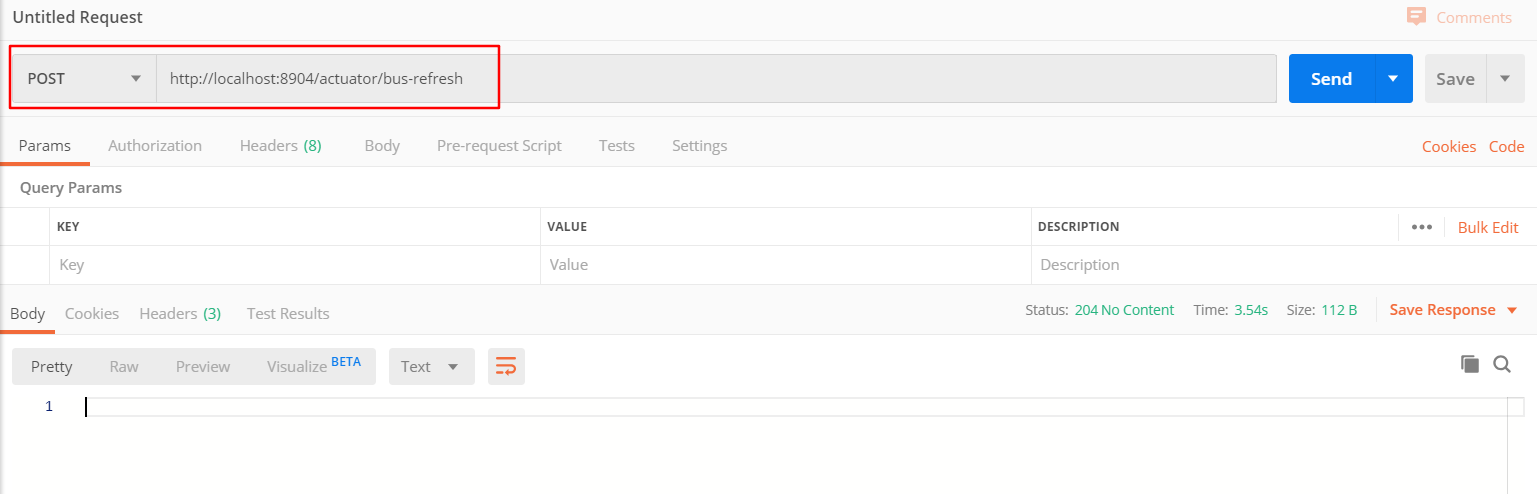 Untitled Request
Comments
POST http://localhost:8904/actuator/bus-refresh Send Save
Params Authorization Headers (8) Body Pre-request Script Tests Settings Cookies Code
Query Params
KEY VALUE DESCRIPTION ••• Bulk Edit
Key Value Description
Body Cookies Headers (3) Test Results Status: 204 No Content Time: 3.54s Size: 112 B Save Response
Pretty Raw Preview Visualize BETA Text
1